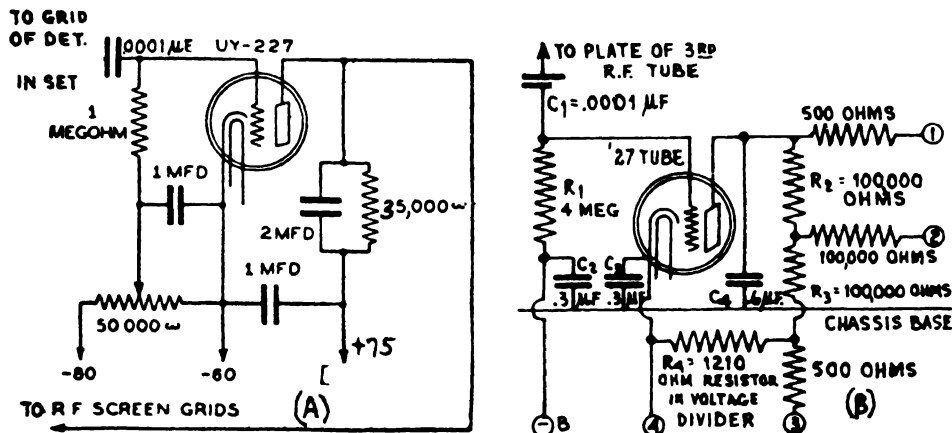 TO GRID
OF DET.
IN SET
.0001 µF
UY-227
1
MEGOHM
1 MFD
2 MFD
35,000 ω
1 MFD
50 000 ω
-80
-60
+75
[
(A)
TO R F SCREEN GRIDS
TO PLATE OF 3RD
R.F. TUBE
C1=.0001 µF
500 OHMS
1
'27 TUBE
R2=100,000
OHMS
R1
4 MEG
2
100,000 OHMS
C2
.3 µF
C3
.3 µF
C4 .6 µF.
R3=100,000 OHMS
CHASSIS BASE
R4=1210
OHM RESISTOR
IN VOLTAGE
DIVIDER
500 OHMS
(B)
- B
4
3